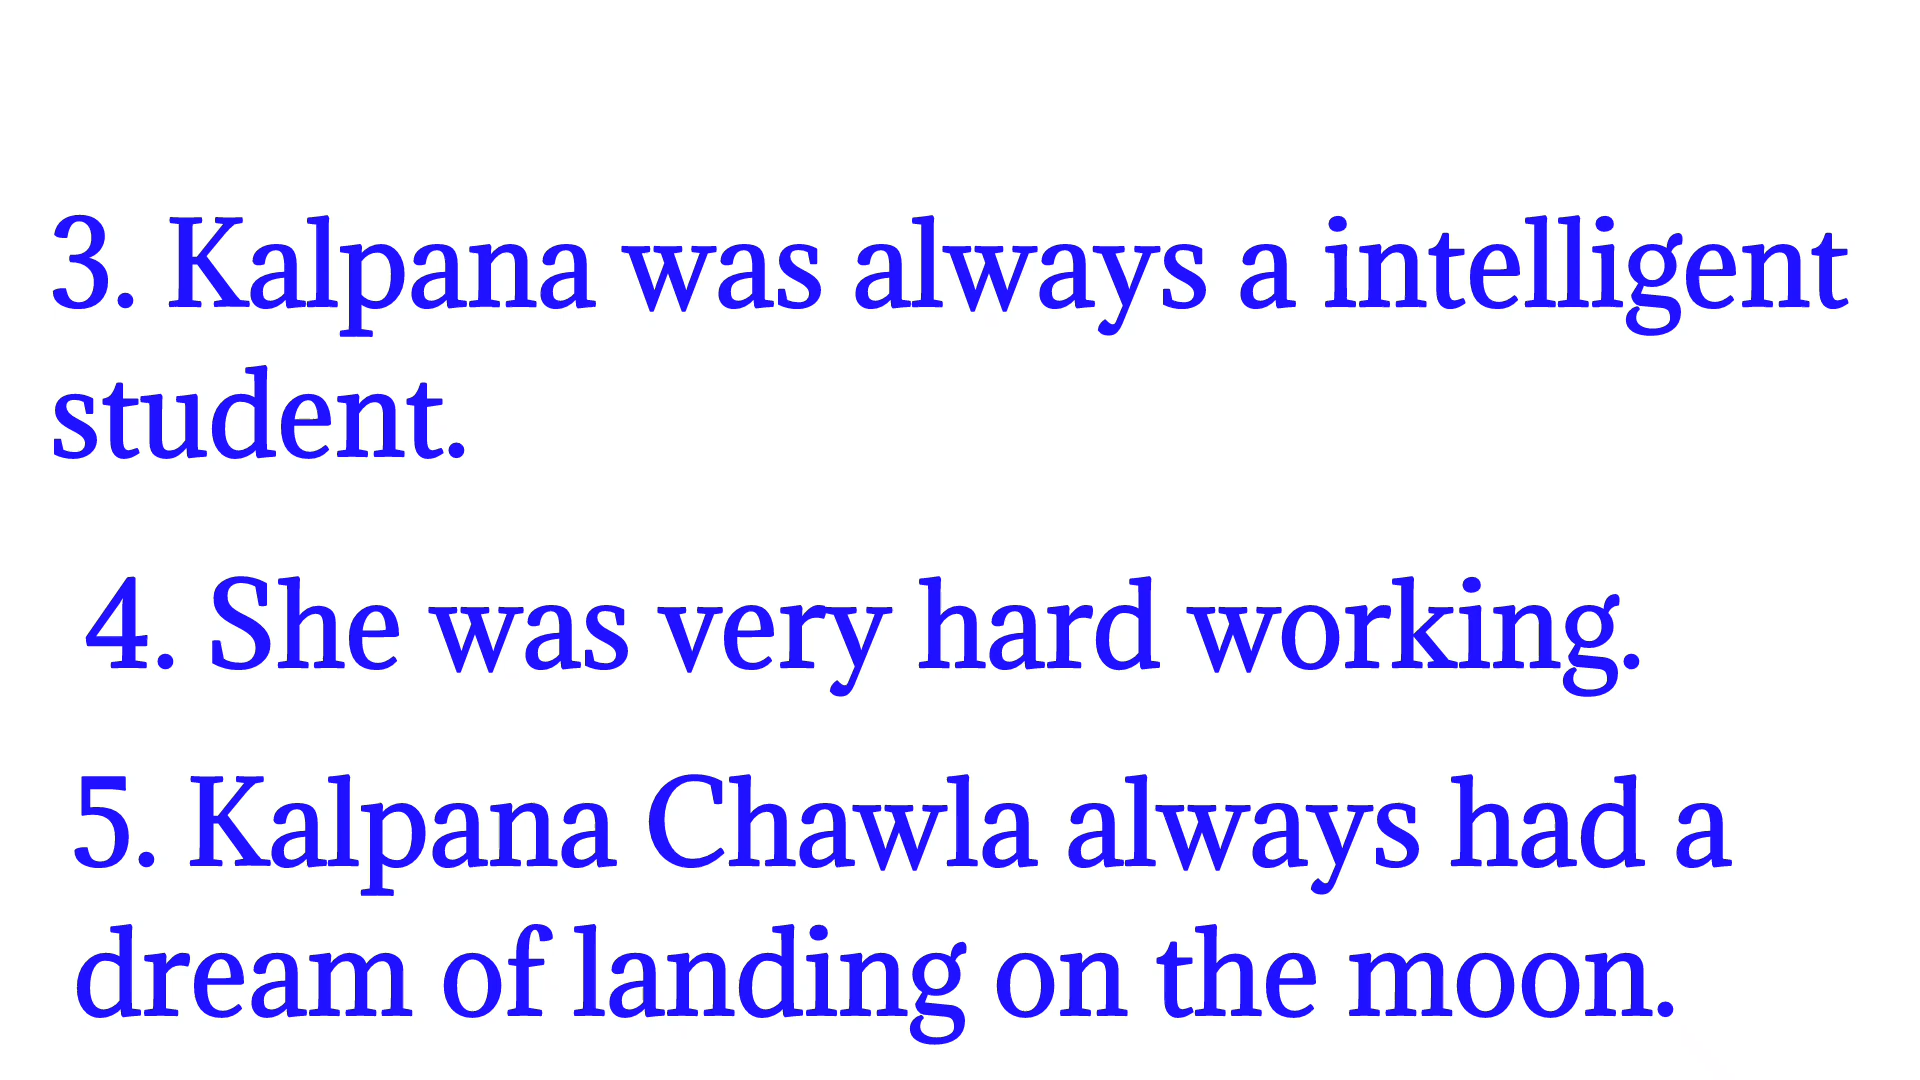 3. Kalpana was always a intelligent
student.
4. She was very hard working.
5. Kalpana Chawla always had a
dream of landing on the moon.